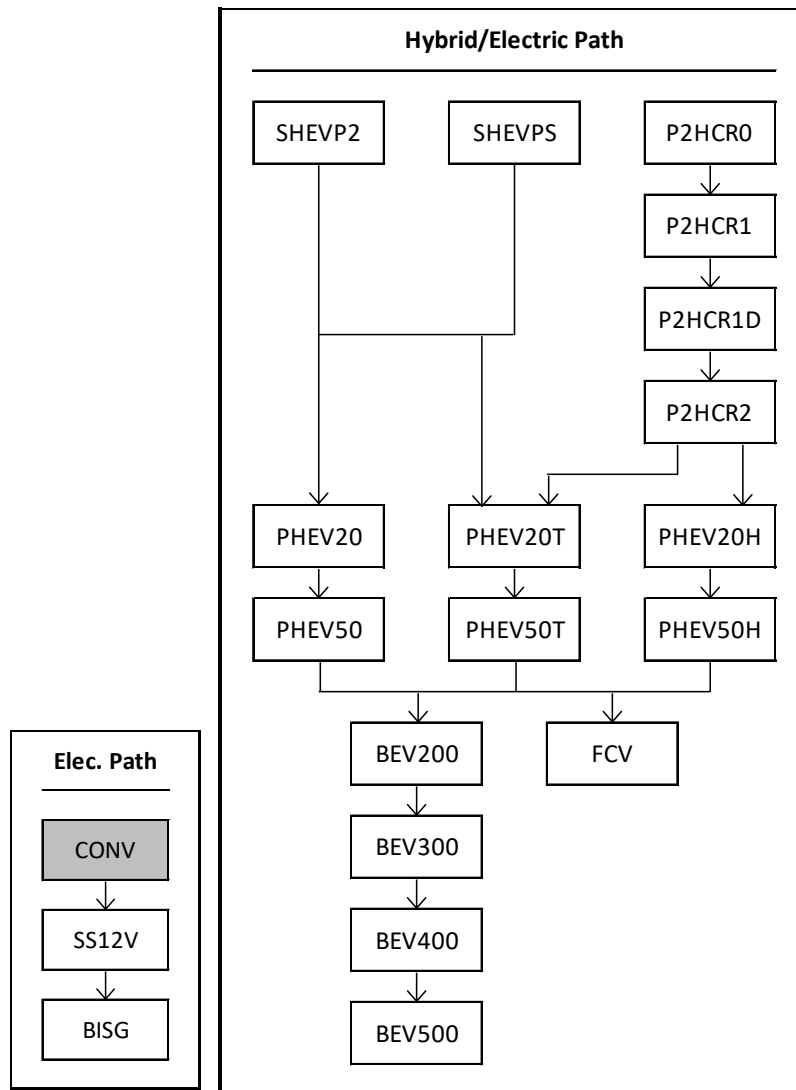 Hybrid/Electric Path
SHEVP2
SHEVPS
P2HCR0
P2HCR1
P2HCR1D
P2HCR2
PHEV20
PHEV20T
PHEV20H
PHEV50
PHEV50T
PHEV50H
BEV200
FCV
BEV300
BEV400
BEV500
Elec. Path
CONV
SS12V
BISG